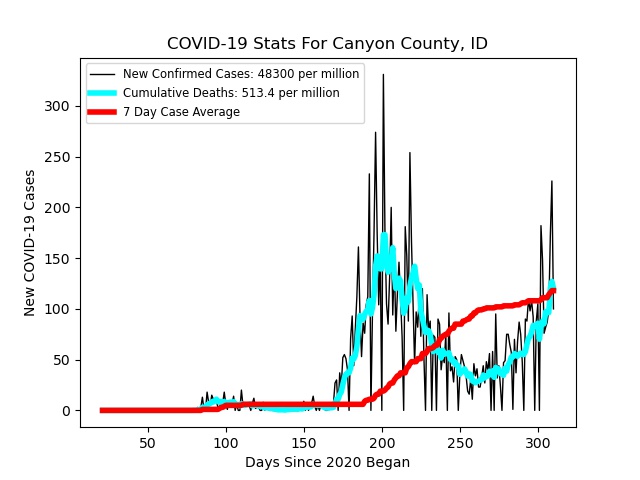 COVID-19 Stats For Canyon County, ID
New Confirmed Cases: 48300 per million
Cumulative Deaths: 513.4 per million
7 Day Case Average
New COVID-19 Cases
300
250
200
150
100
50
0
50 100 150 200 250 300
Days Since 2020 Began